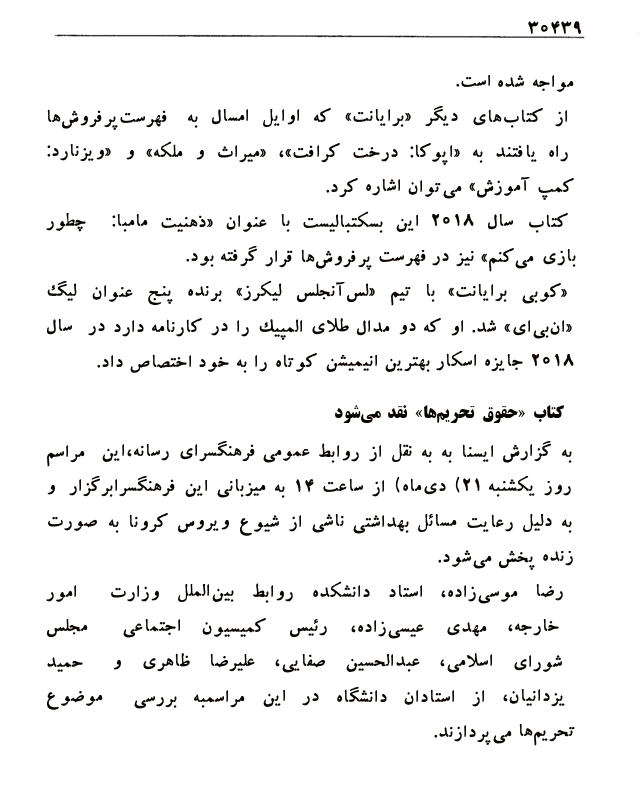 ۳۰۴۳۹
مواجه شده است.
از کتاب‌های دیگر «برایانت» که اوایل امسال به فهرست پرفروش‌ها
راه یافتند به «اپوکا: درخت کرافت»، «میراث و ملکه» و «ویزنارد:
کمپ آموزش» می‌توان اشاره کرد.
کتاب سال ۲۰۱۸ این بسکتبالیست با عنوان «ذهنیت مامبا: چطور
بازی می‌کنم» نیز در فهرست پرفروش‌ها قرار گرفته بود.
«کوبی برایانت» با تیم «لس‌آنجلس لیکرز» برنده پنج عنوان لیگ
«ان‌بی‌ای» شد. او که دو مدال طلای المپیک را در کارنامه دارد در سال
۲۰۱۸ جایزه اسکار بهترین انیمیشن کوتاه را به خود اختصاص داد.
کتاب «حقوق تحریم‌ها» نقد می‌شود
به گزارش ایسنا به به نقل از روابط عمومی فرهنگسرای رسانه،این مراسم
روز یکشنبه ۲۱) دی‌ماه) از ساعت ۱۴ به میزبانی این فرهنگسرابرگزار و
به دلیل رعایت مسائل بهداشتی ناشی از شیوع ویروس کرونا به صورت
زنده پخش می‌شود.
رضا موسی‌زاده، استاد دانشکده روابط بین‌الملل وزارت امور
خارجه، مهدی عیسی‌زاده، رئیس کمیسیون اجتماعی مجلس
شورای اسلامی، عبدالحسین صفایی، علیرضا ظاهری و حمید
یزدانیان، از استادان دانشگاه در این مراسمبه بررسی موضوع
تحریم‌ها می‌پردازند.